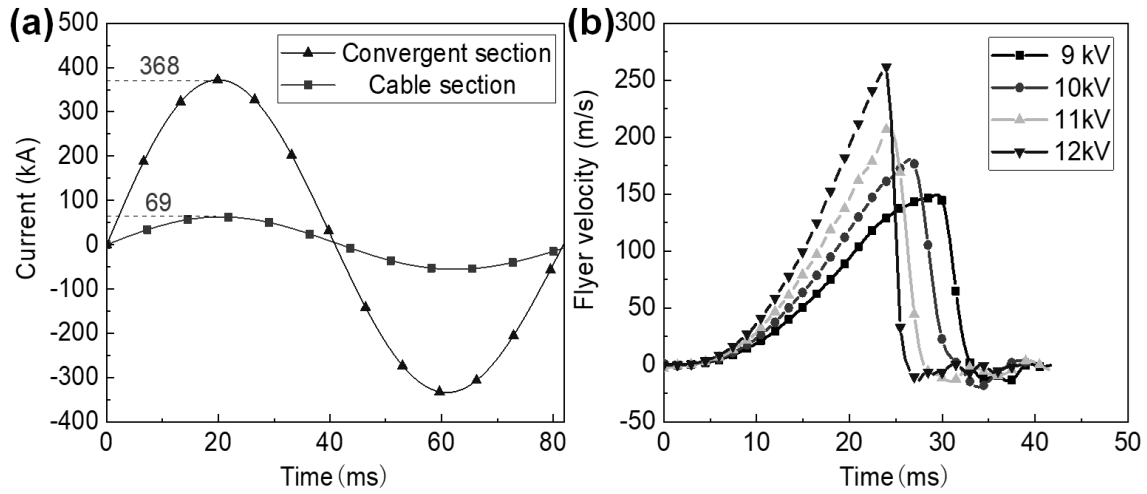 (a)
500
400
300
200
100
0
-100
-200
-300
-400
Current (kA)
368
69
Convergent section
Cable section
0
20
40
60
80
Time (ms)
(b)
300
250
200
150
100
50
0
-50
Flyer velocity (m/s)
9 kV
10kV
11kV
12kV
0
10
20
30
40
50
Time (ms)